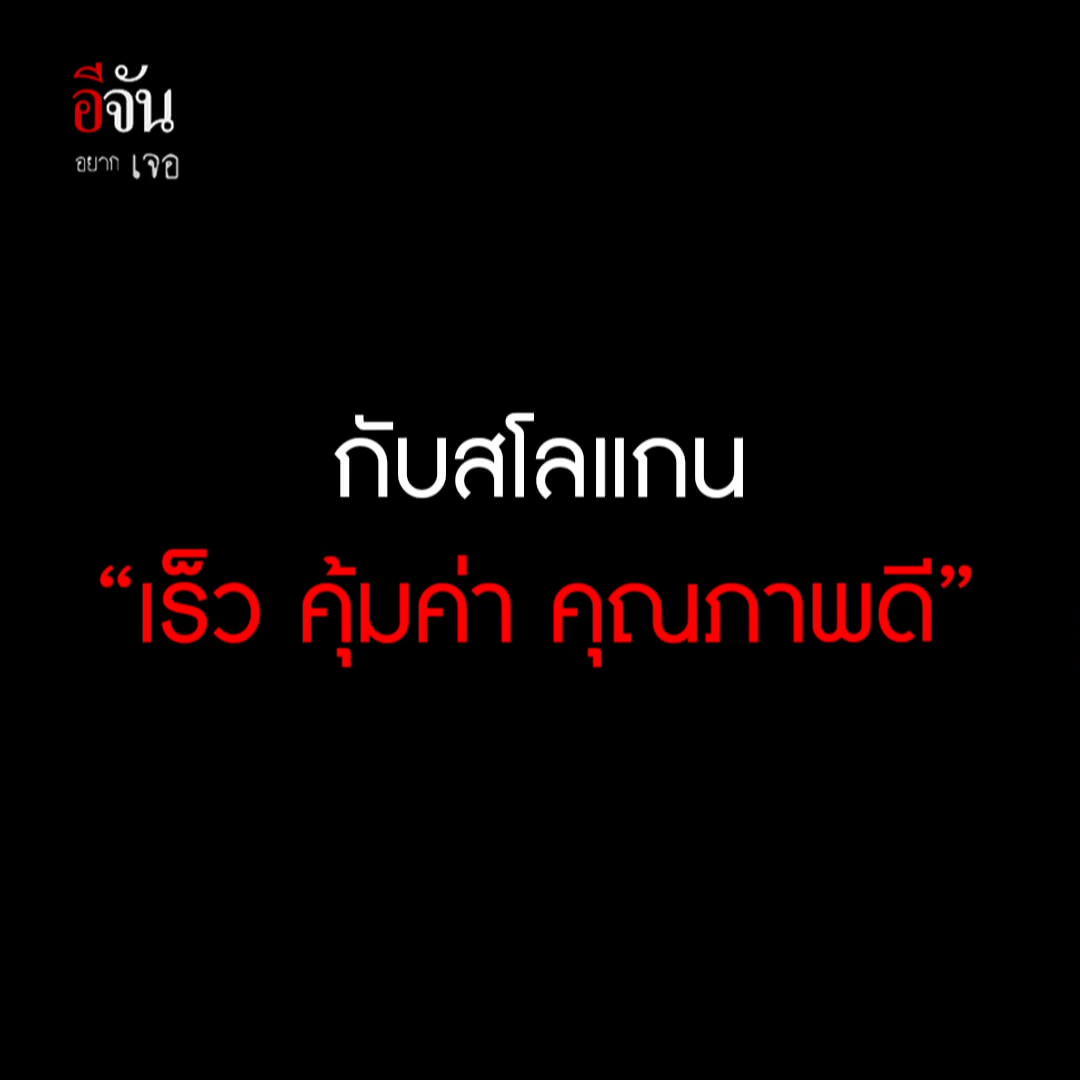 อีจัน
อยาก เจอ
กับสโลแกน
“เร็ว คุ้มค่า คุณภาพดี”